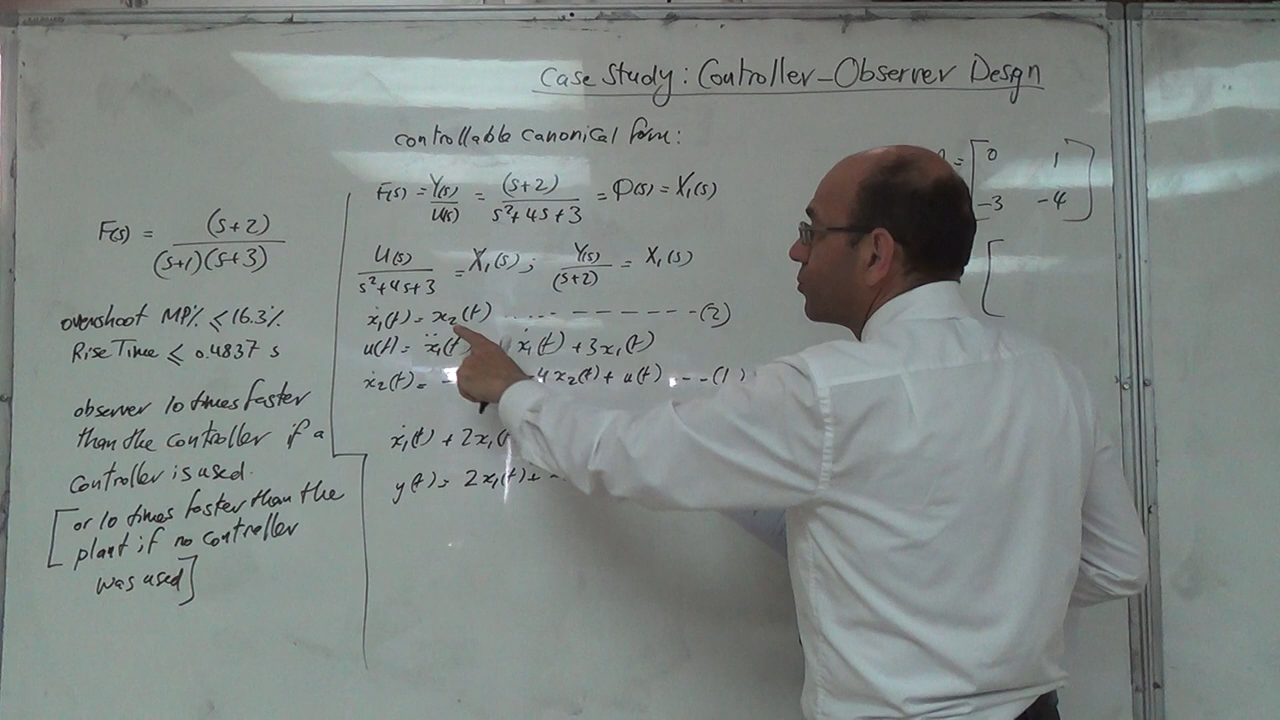 Case Study: Controller-Observer Desgn
controllable canonical form:
F(s) = Y(s)/U(s) = (s+2)/(s²+4s+3) = φ(s) = X₁(s)
U(s)/(s²+4s+3) = X₁(s); Y(s)/(s+2) = X₁(s)
ẋ₁(t) = x₂(t) ..... - - - - - - -(2)
u(t) = ẍ₁(t) ẋ₁(t) + 3x₁(t)
ẋ₂(t) = - -4x₂(t) + u(t) - - -(1)
ẋ₁(t) + 2x₁(
y(t) = 2x₁(t) +
F(s) = (s+2)/((s+1)(s+3))
overshoot MP% ≤ 16.3%
Rise Time ≤ 0.4837 s
observer 10 times faster
than the controller if a
controller is used.
[or 10 times faster than the
plant if no controller
was used]
= [0 1
-3 -4]
[